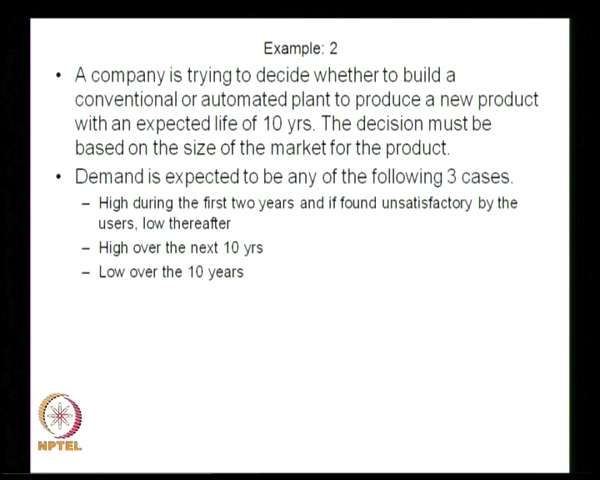 Example: 2
• A company is trying to decide whether to build a
conventional or automated plant to produce a new product
with an expected life of 10 yrs. The decision must be
based on the size of the market for the product.
• Demand is expected to be any of the following 3 cases.
– High during the first two years and if found unsatisfactory by the
users, low thereafter
– High over the next 10 yrs
– Low over the 10 years
NPTEL